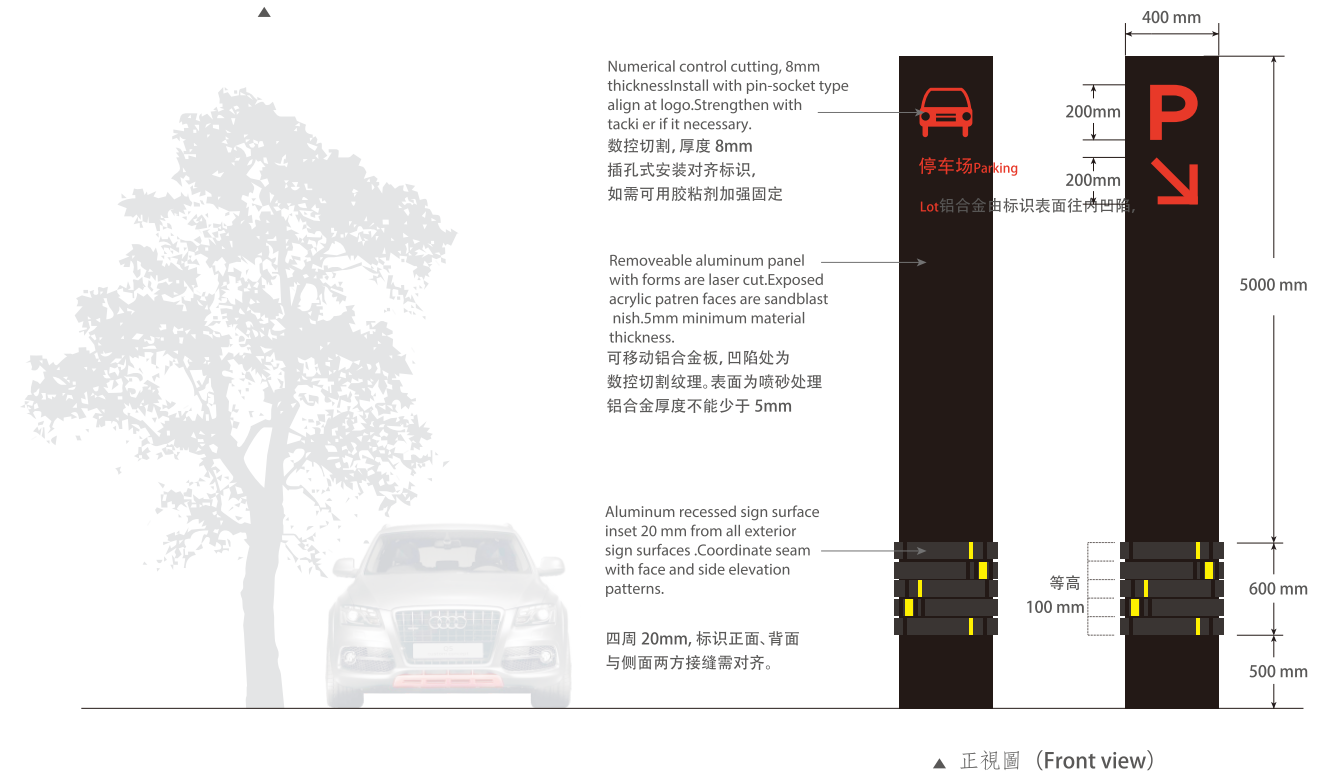 Numerical control cutting, 8mm
thicknessInstall with pin-socket type
align at logo.Strengthen with
tacki er if it necessary.
数控切割, 厚度 8mm
插孔式安装对齐标识,
如需可用胶粘剂加强固定
Removeable aluminum panel
with forms are laser cut.Exposed
acrylic patren faces are sandblast
nish.5mm minimum material
thickness.
可移动铝合金板, 凹陷处为
数控切割纹理。表面为喷砂处理
铝合金厚度不能少于 5mm
Aluminum recessed sign surface
inset 20 mm from all exterior
sign surfaces .Coordinate seam
with face and side elevation
patterns.
四周 20mm, 标识正面、背面
与侧面两方接缝需对齐。
停车场Parking
Lot铝合金由标识表面往内凹陷,
400 mm
P
200mm
200mm
5000 mm
等高
100 mm
600 mm
500 mm
▲ 正視圖（Front view）